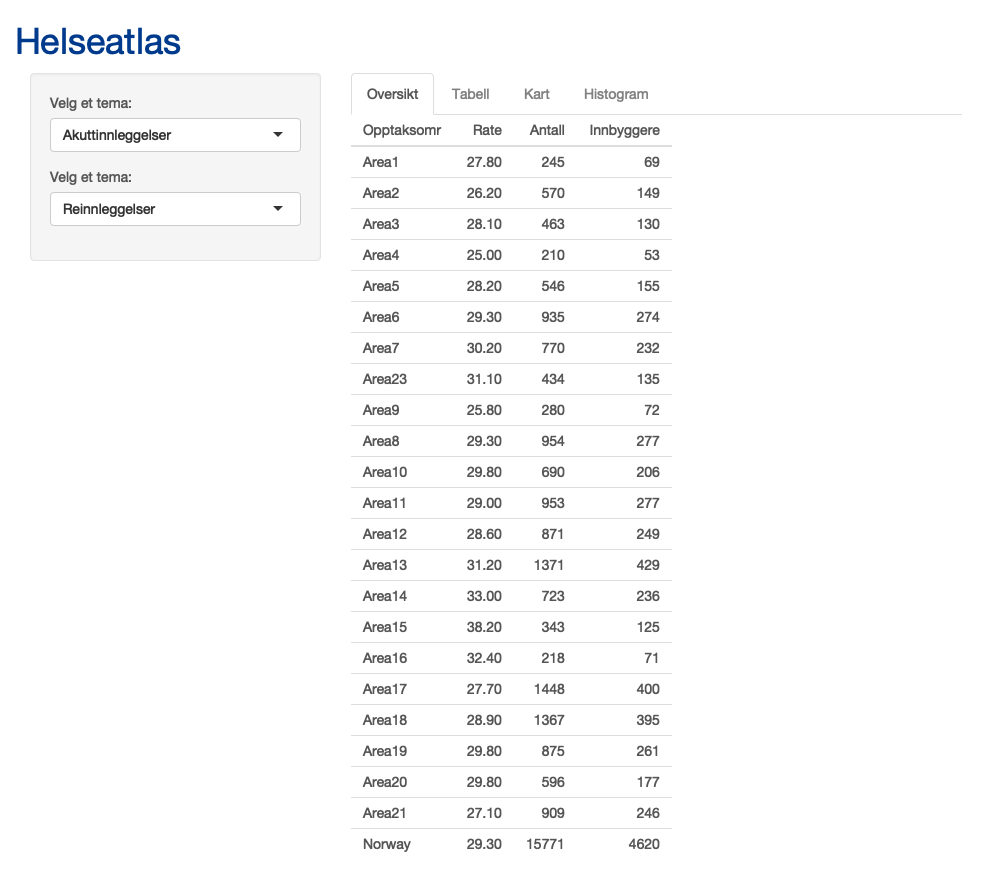 Helseatlas
Velg et tema:
Akuttinnleggelser
Velg et tema:
Reinnleggelser
Oversikt Tabell Kart Histogram
Opptaksomr Rate Antall Innbyggere
Area1 27.80 245 69
Area2 26.20 570 149
Area3 28.10 463 130
Area4 25.00 210 53
Area5 28.20 546 155
Area6 29.30 935 274
Area7 30.20 770 232
Area23 31.10 434 135
Area9 25.80 280 72
Area8 29.30 954 277
Area10 29.80 690 206
Area11 29.00 953 277
Area12 28.60 871 249
Area13 31.20 1371 429
Area14 33.00 723 236
Area15 38.20 343 125
Area16 32.40 218 71
Area17 27.70 1448 400
Area18 28.90 1367 395
Area19 29.80 875 261
Area20 29.80 596 177
Area21 27.10 909 246
Norway 29.30 15771 4620